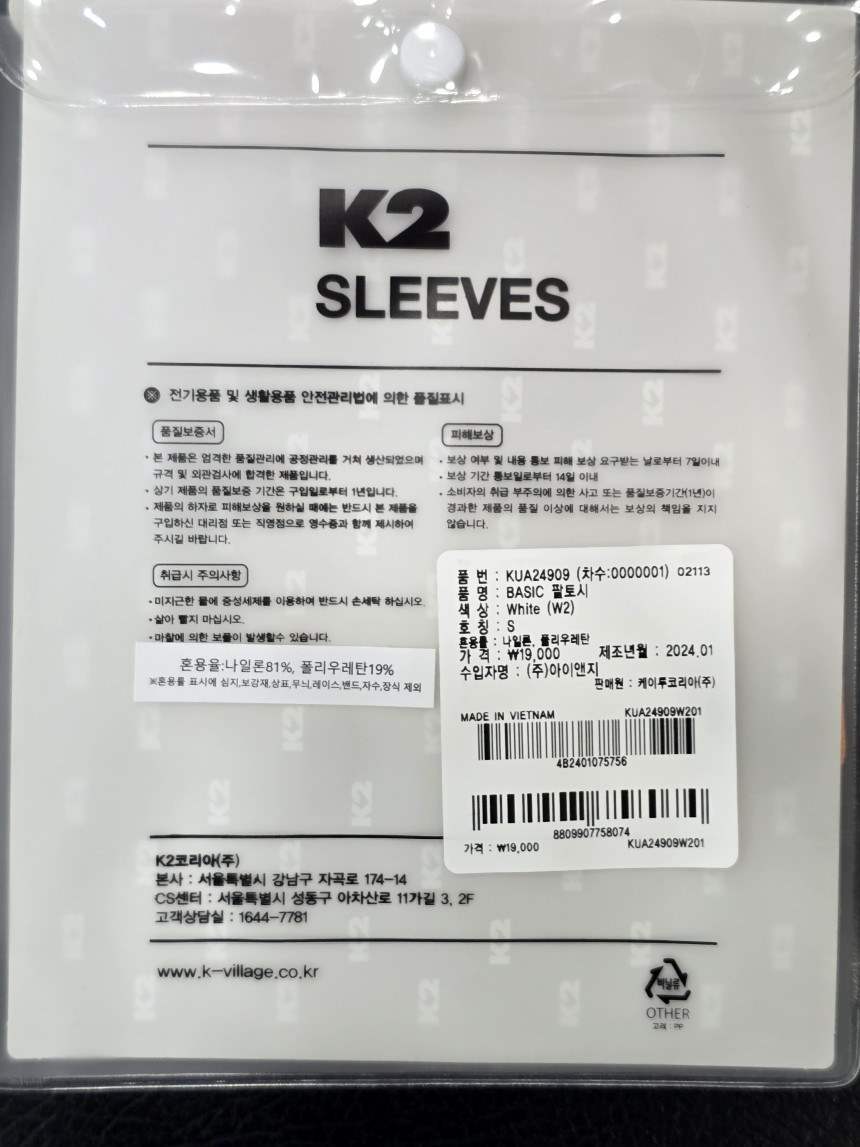 K2
SLEEVES
전기용품 및 생활용품 안전관리법에 의한 품질표시
품질보증서
· 본 제품은 엄격한 품질관리에 공정관리를 거쳐 생산되었으며
규격 및 외관검사에 합격한 제품입니다.
· 상기 제품의 품질보증 기간은 구입일로부터 1년입니다.
· 제품의 하자로 피해보상을 원하실 때에는 반드시 본 제품을
구입하신 대리점 또는 직영점으로 영수증과 함께 제시하여
주시길 바랍니다.
피해보상
· 보상 여부 및 내용 통보 피해 보상 요구받는 날로부터 7일이내
· 보상 기간 통보일로부터 14일 이내
· 소비자의 취급 부주의에 의한 사고 또는 품질보증기간(1년)이
경과한 제품의 품질 이상에 대해서는 보상의 책임을 지지
않습니다.
취급시 주의사항
· 미지근한 물에 중성세제를 이용하여 반드시 손세탁 하십시오.
· 삶아 빨지 마십시오.
· 마찰에 의한 보풀이 발생할수 있습니다.
혼용율:나일론81%, 폴리우레탄19%
※혼용률 표시에 심지,보강재,상표,무늬,레이스,밴드,자수,장식 제외
품 번 : KUA24909 (차수:0000001) 02113
품 명 : BASIC 팔토시
색 상 : White (W2)
호 칭 : S
혼용률 : 나일론, 폴리우레탄
가 격 : ₩19,000 제조년월 : 2024.01
수입자명 : (주)아이앤지
판매원 : 케이투코리아(주)
MADE IN VIETNAM KUA24909W201
4B2401075756
8809907758074
가격 : ₩19,000 KUA24909W201
K2코리아(주)
본사 : 서울특별시 강남구 자곡로 174-14
CS센터 : 서울특별시 성동구 아차산로 11가길 3, 2F
고객상담실 : 1644-7781
www.k-village.co.kr
비닐류
OTHER
고리 : PP